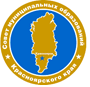 Совет муниципальных образований
Красноярского края